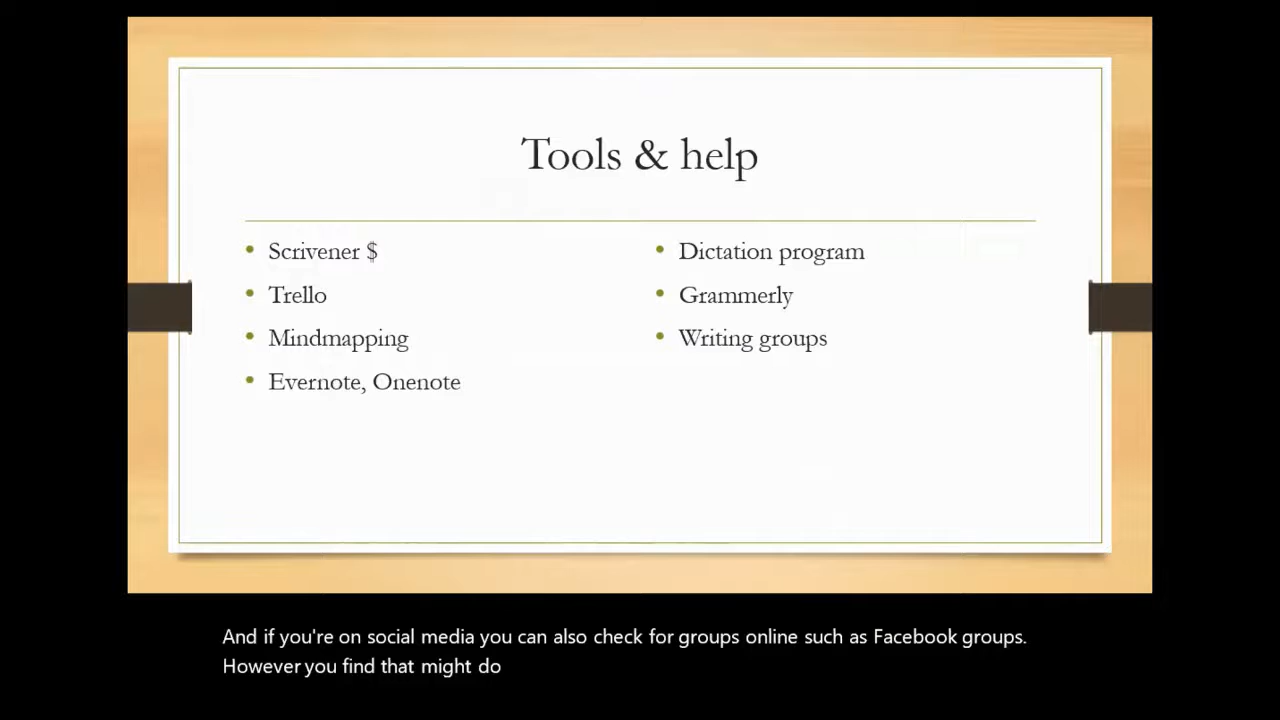 Tools & help
Scrivener $
Trello
Mindmapping
Evernote, Onenote
Dictation program
Grammerly
Writing groups
And if you're on social media you can also check for groups online such as Facebook groups.
However you find that might do